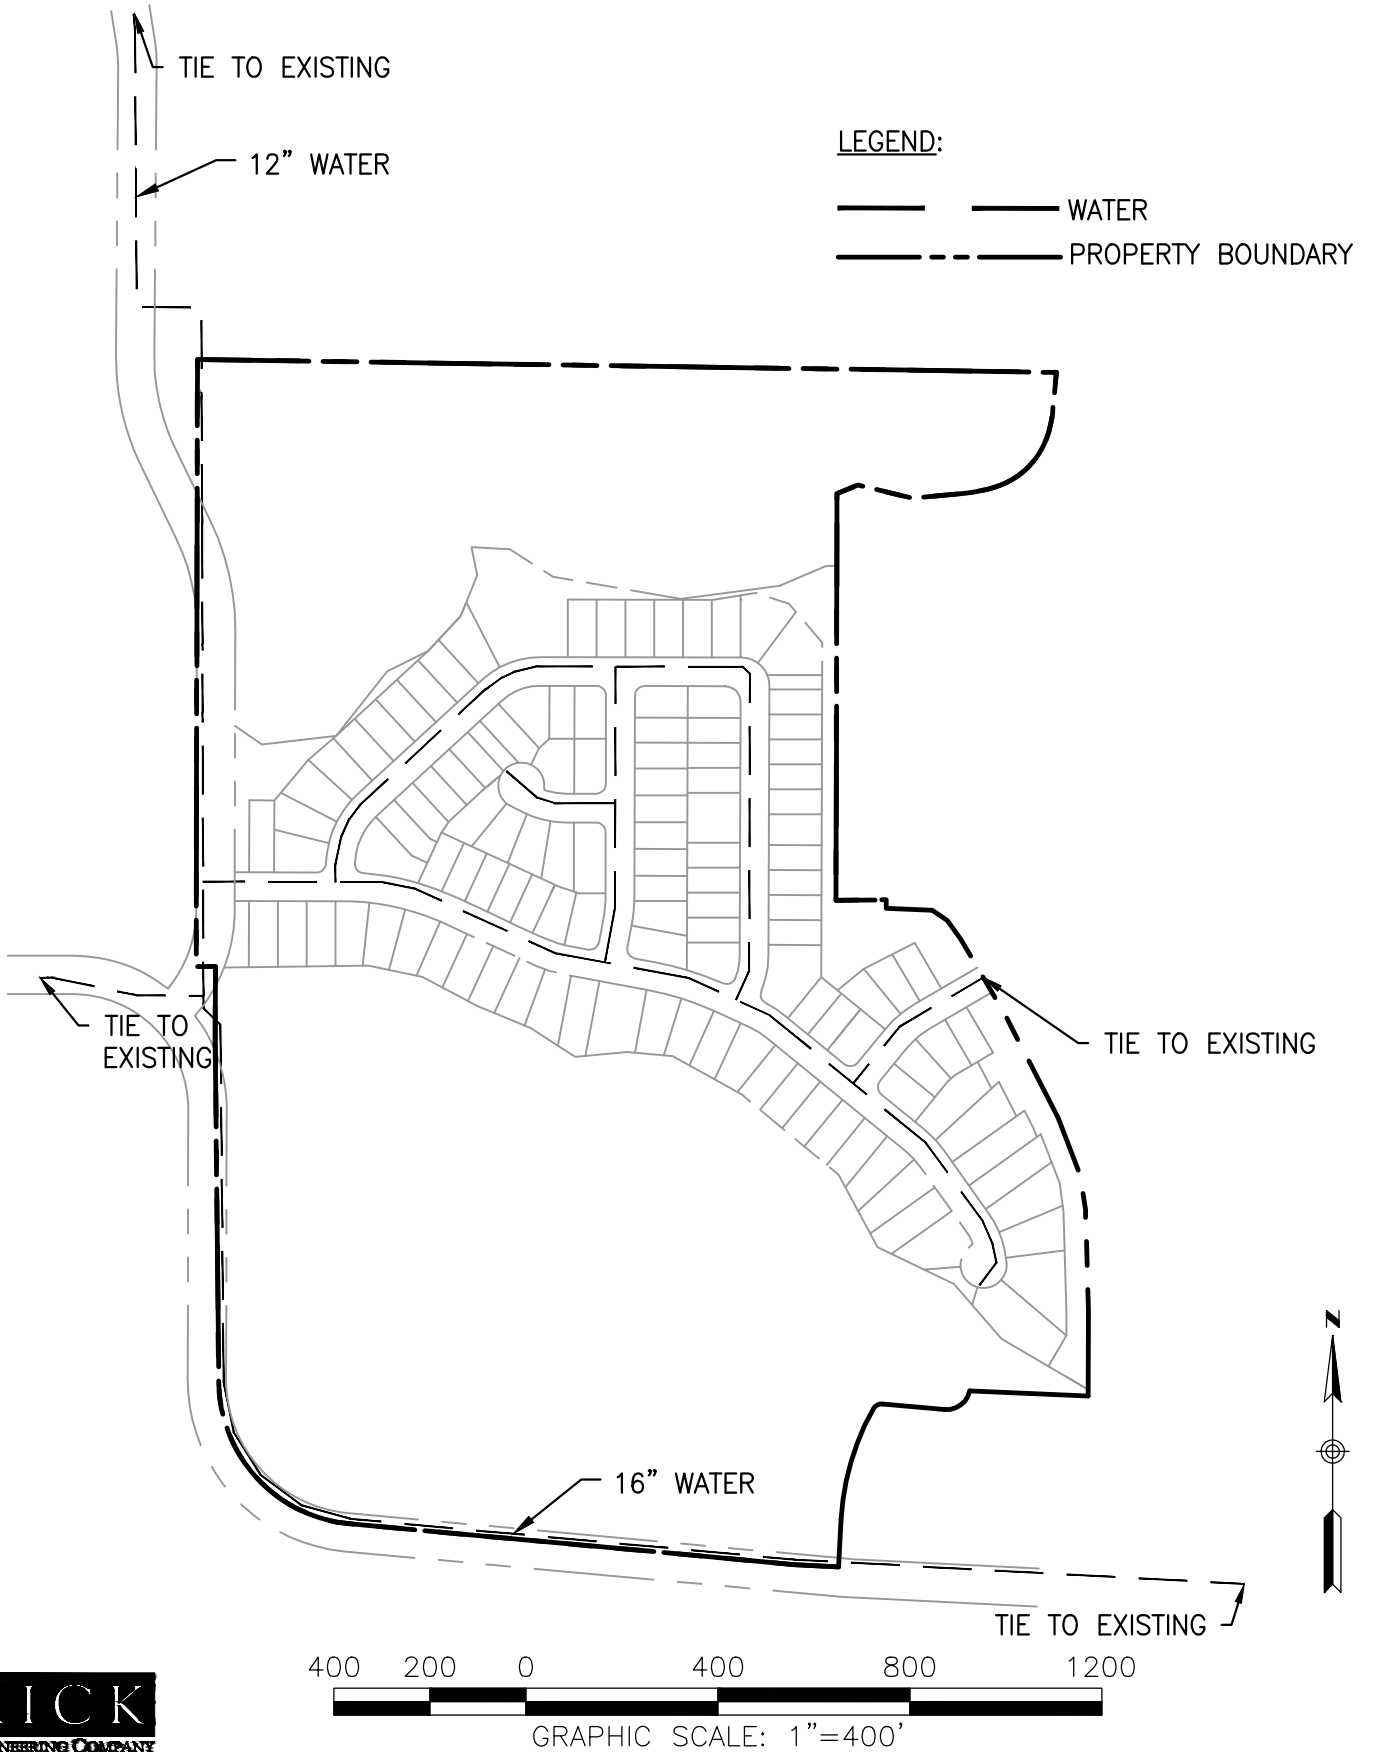 TIE TO EXISTING
12" WATER
LEGEND:
WATER
PROPERTY BOUNDARY
TIE TO
EXISTING
TIE TO EXISTING
N
16" WATER
TIE TO EXISTING
400 200 0 400 800 1200
GRAPHIC SCALE: 1"=400'
ICK
COMPANY